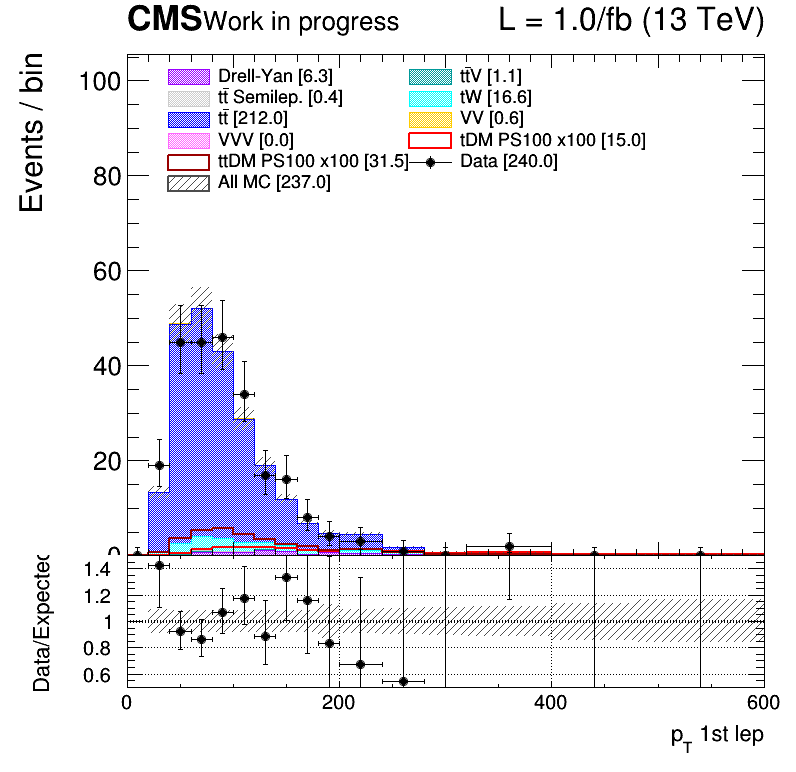 CMS Work in progress L = 1.0/fb (13 TeV)
Events / bin
100
80
60
40
20
0
Drell-Yan [6.3]
tt̄ Semilep. [0.4]
tt̄ [212.0]
VVV [0.0]
ttDM PS100 x100 [31.5]
All MC [237.0]
tt̄V [1.1]
tW [16.6]
VV [0.6]
tDM PS100 x100 [15.0]
Data [240.0]
Data/Expected
1.4
1.2
1
0.8
0.6
0 200 400 600
p_T 1st lep